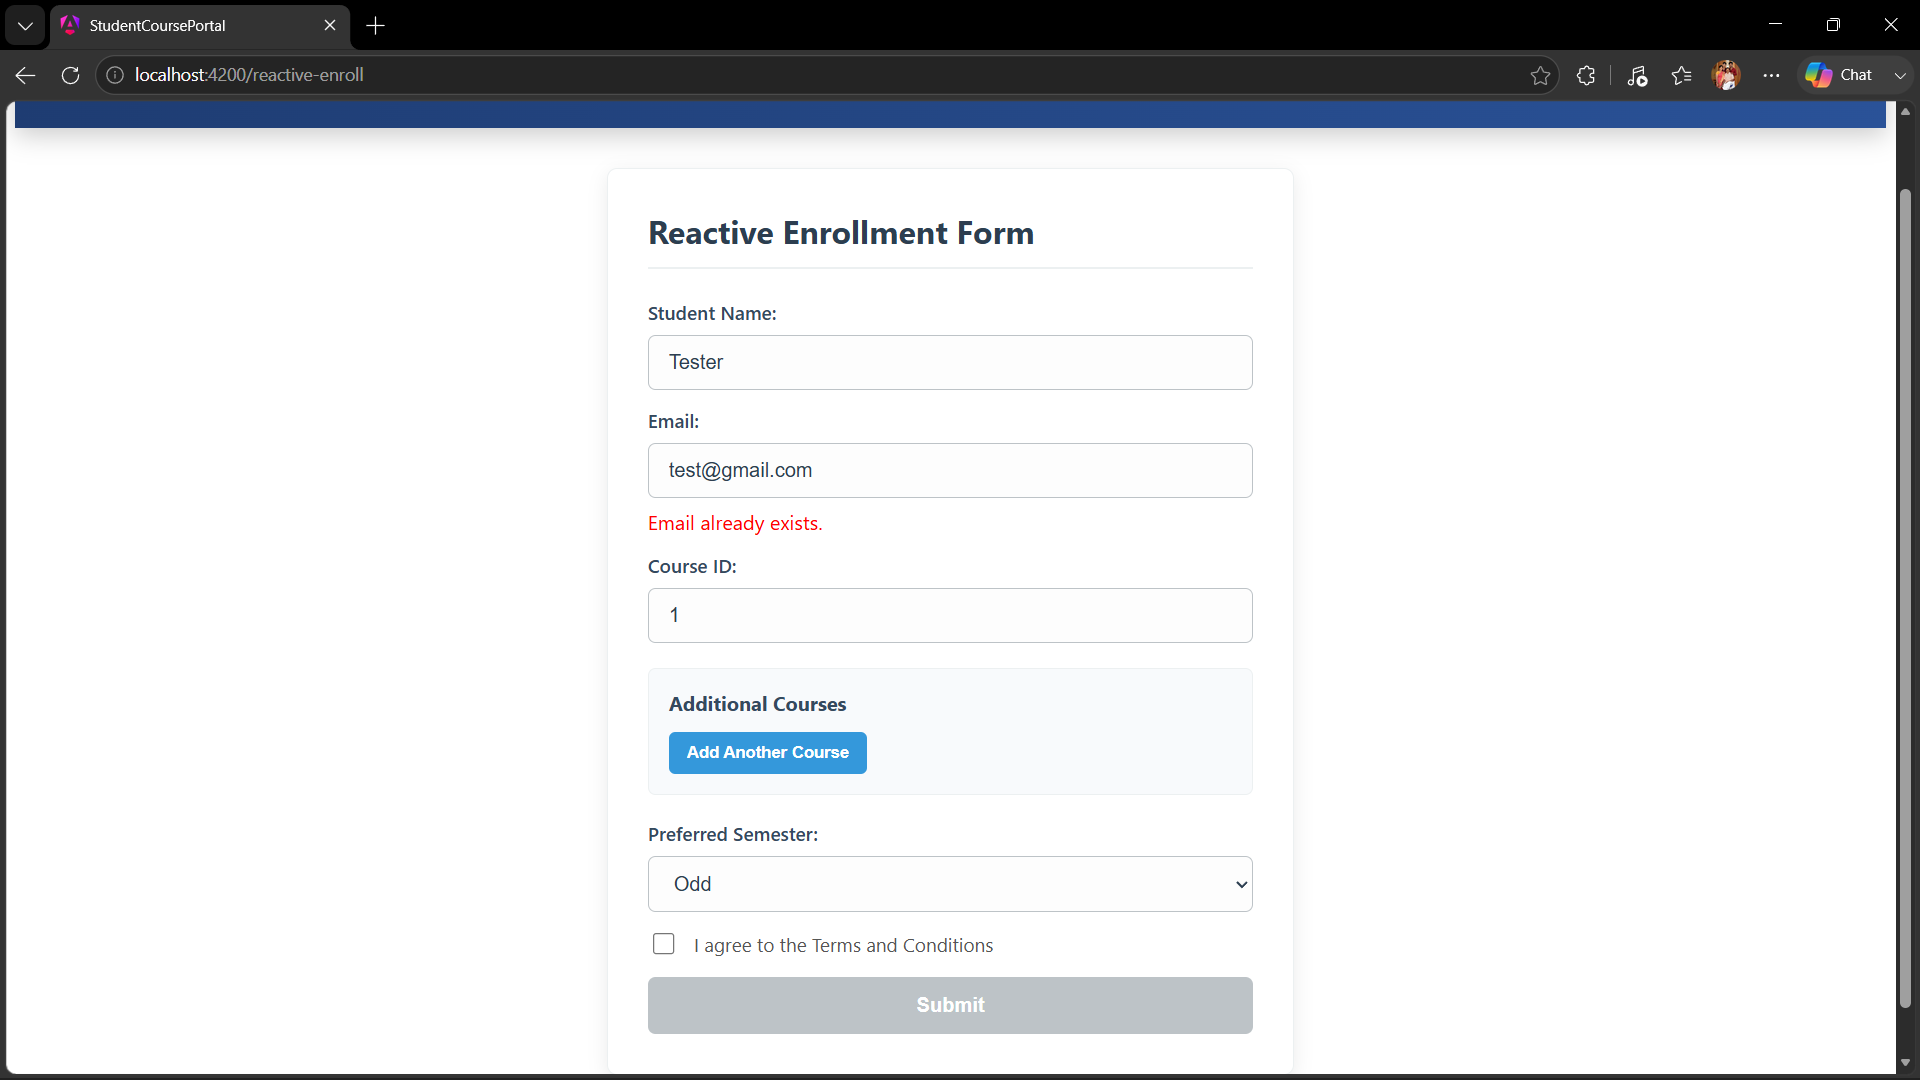 StudentCoursePortal
localhost:4200/reactive-enroll
Chat
Reactive Enrollment Form
Student Name:
Tester
Email:
test@gmail.com
Email already exists.
Course ID:
1
Additional Courses
Add Another Course
Preferred Semester:
Odd
I agree to the Terms and Conditions
Submit